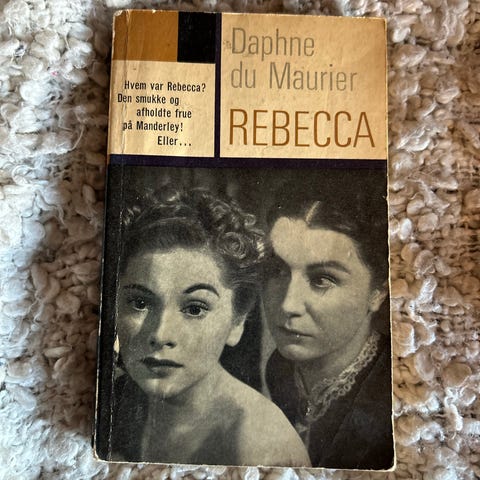 Daphne
du Maurier
REBECCA
Hvem var Rebecca?
Den smukke og
afholdte frue
på Manderley!
Eller...